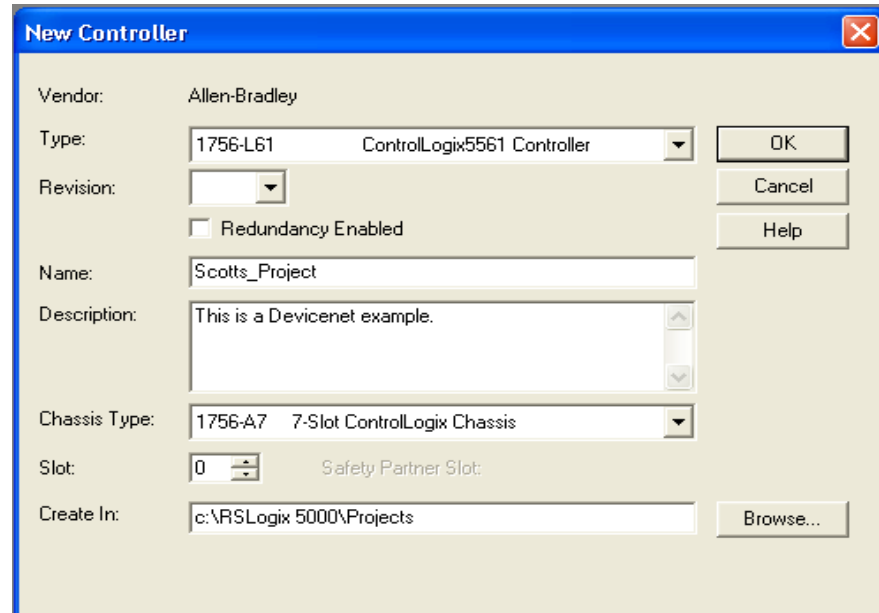 New Controller
Vendor: Allen-Bradley
Type: 1756-L61 ControlLogix5561 Controller OK
Revision: Cancel
Redundancy Enabled Help
Name: Scotts_Project
Description: This is a Devicenet example.
Chassis Type: 1756-A7 7-Slot ControlLogix Chassis
Slot: 0 Safety Partner Slot:
Create In: c:\RSLogix 5000\Projects Browse...